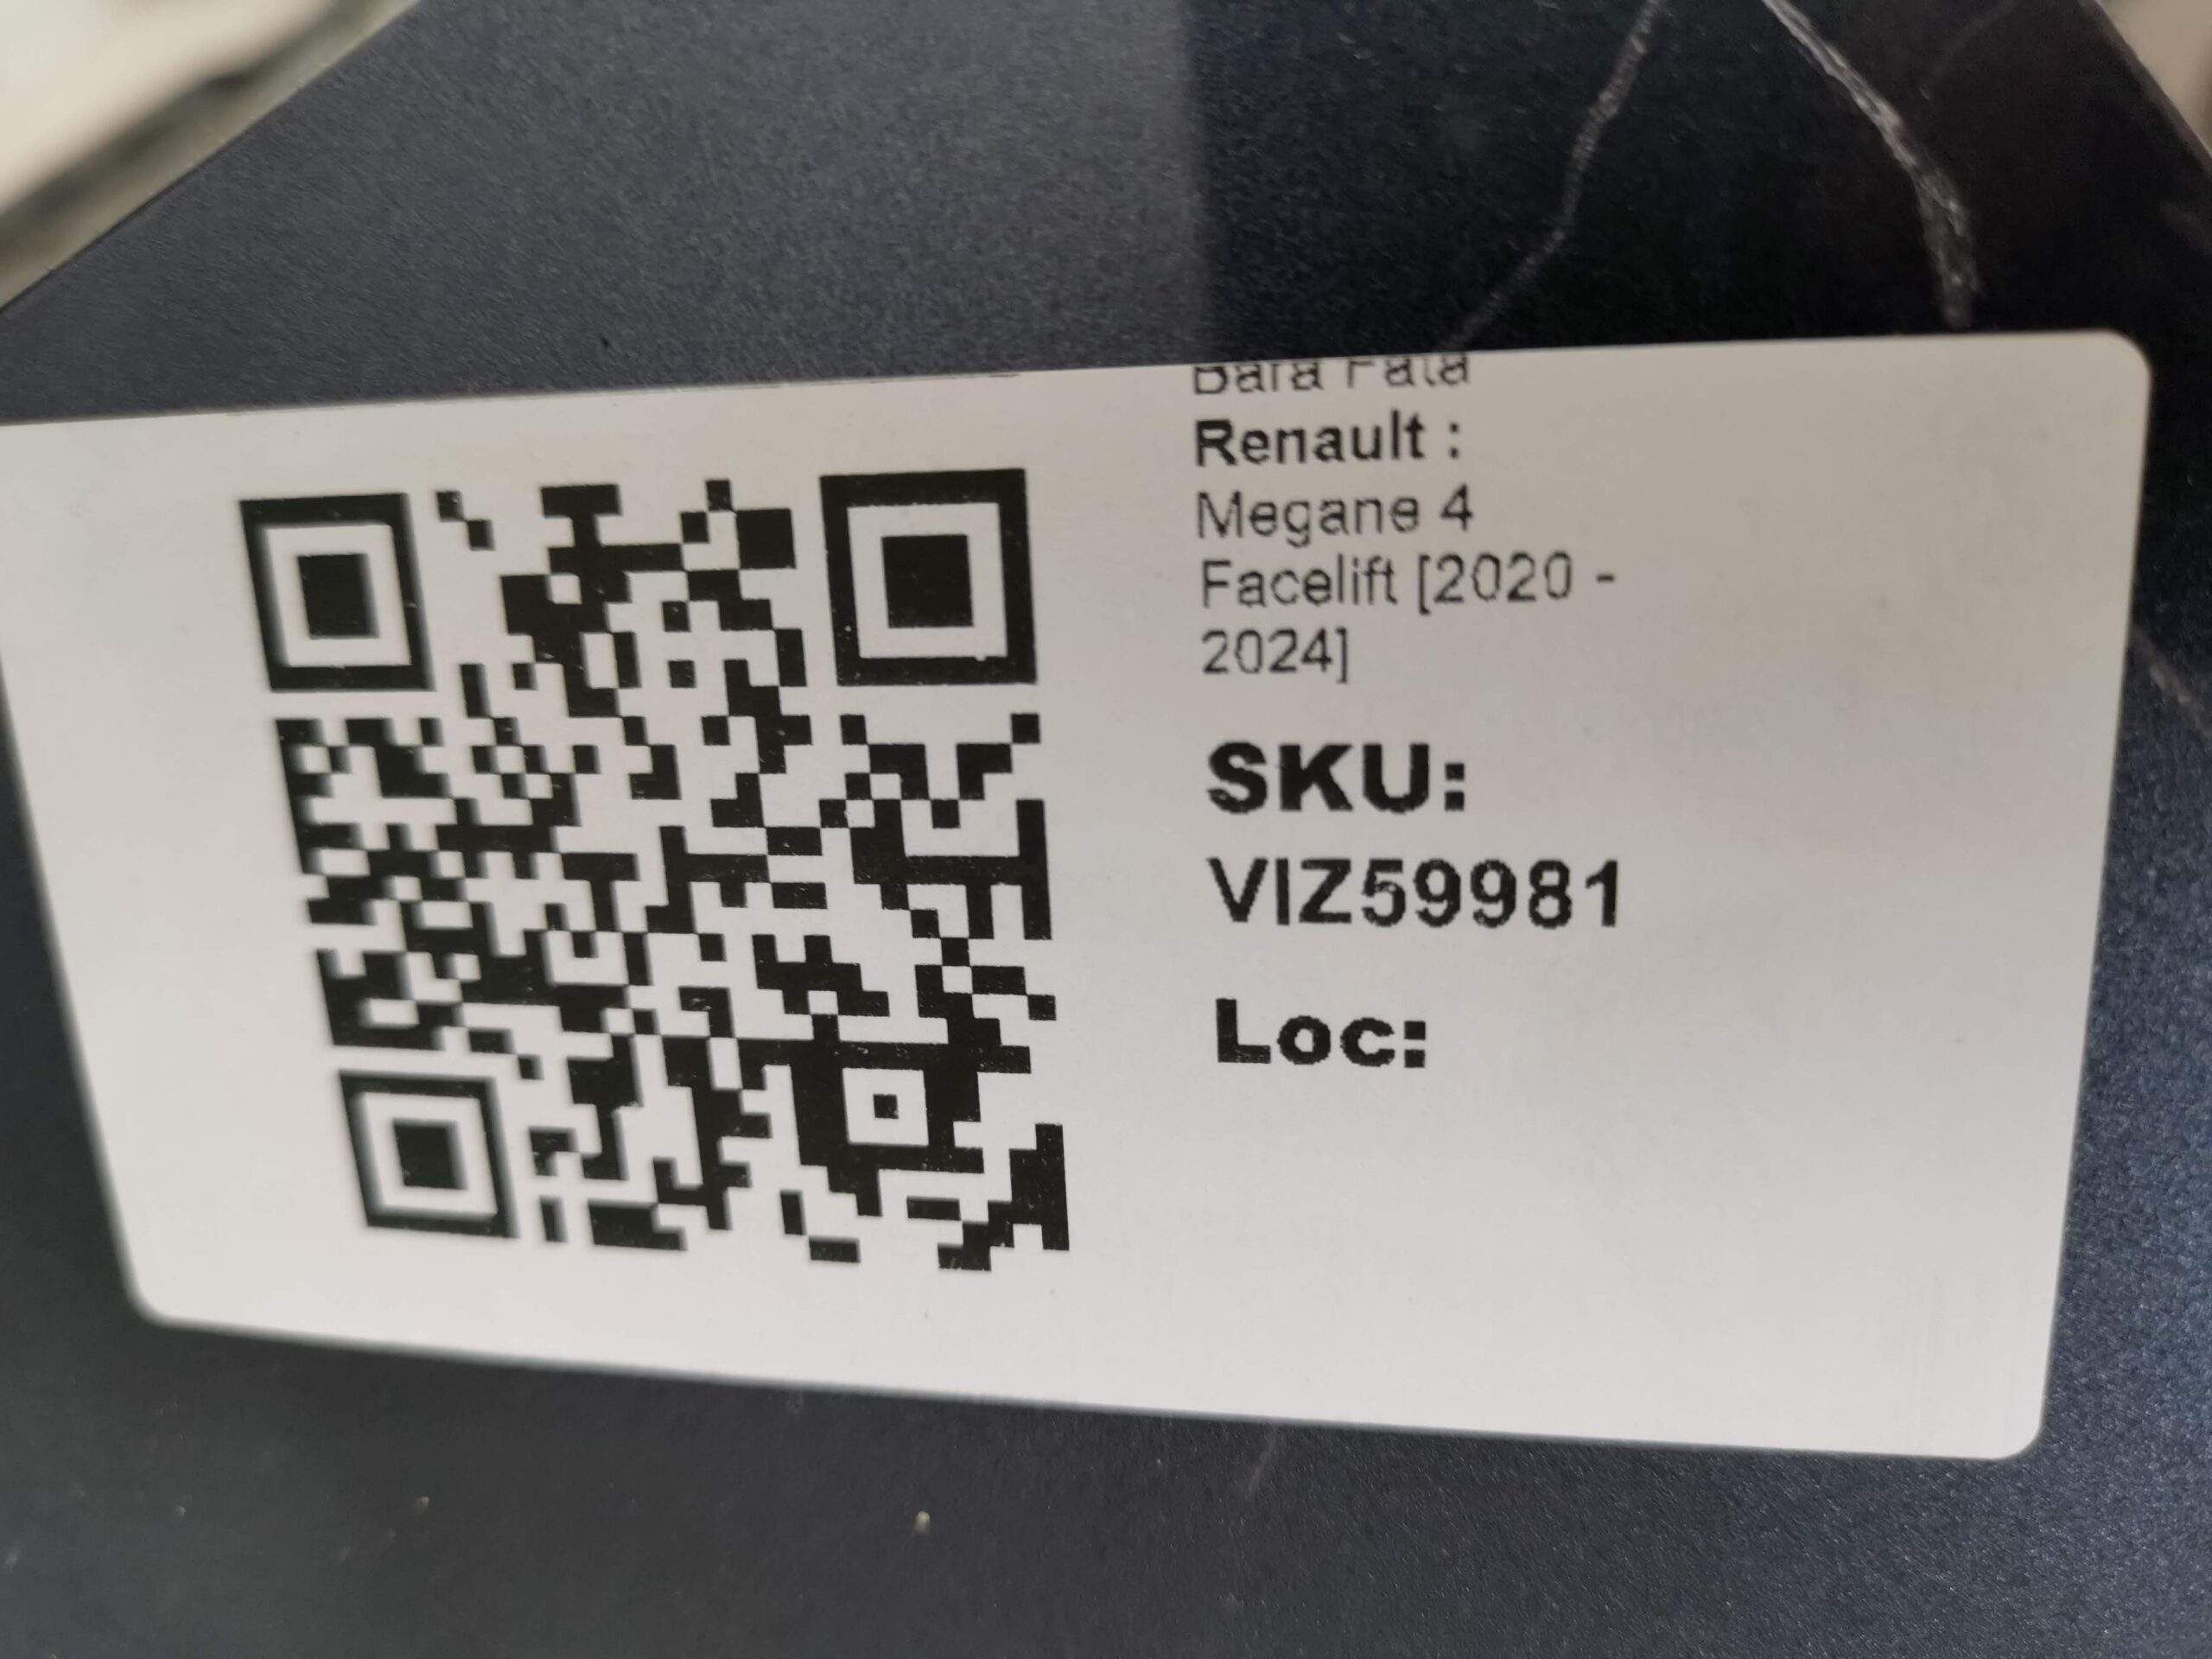 Bara Fata
Renault :
Megane 4
Facelift [2020 -
2024]
SKU:
VIZ59981
Loc: